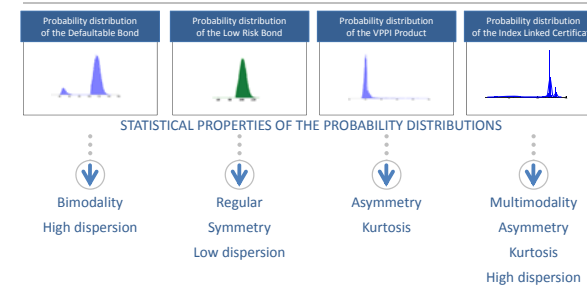 Probability distribution
of the Defaultable Bond
Probability distribution
of the Low Risk Bond
Probability distribution
of the VPPI Product
Probability distribution
of the Index Linked Certifica
STATISTICAL PROPERTIES OF THE PROBABILITY DISTRIBUTIONS
Bimodality
High dispersion
Regular
Symmetry
Low dispersion
Asymmetry
Kurtosis
Multimodality
Asymmetry
Kurtosis
High dispersion